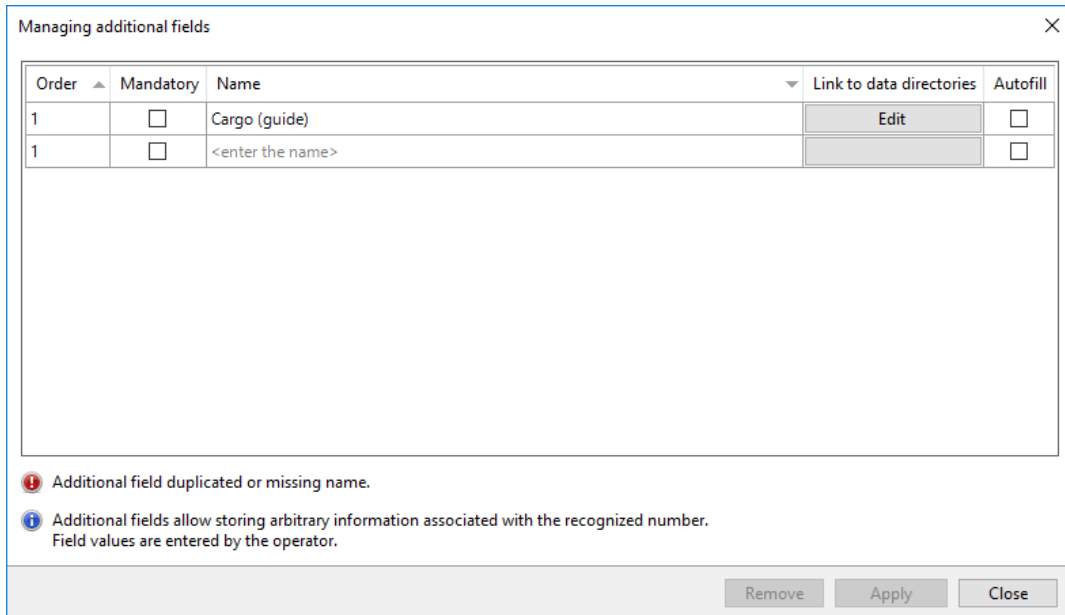 Managing additional fields
Order Mandatory Name Link to data directories Autofill
1 Cargo (guide) Edit
1 <enter the name>
Additional field duplicated or missing name.
Additional fields allow storing arbitrary information associated with the recognized number.
Field values are entered by the operator.
Remove Apply Close